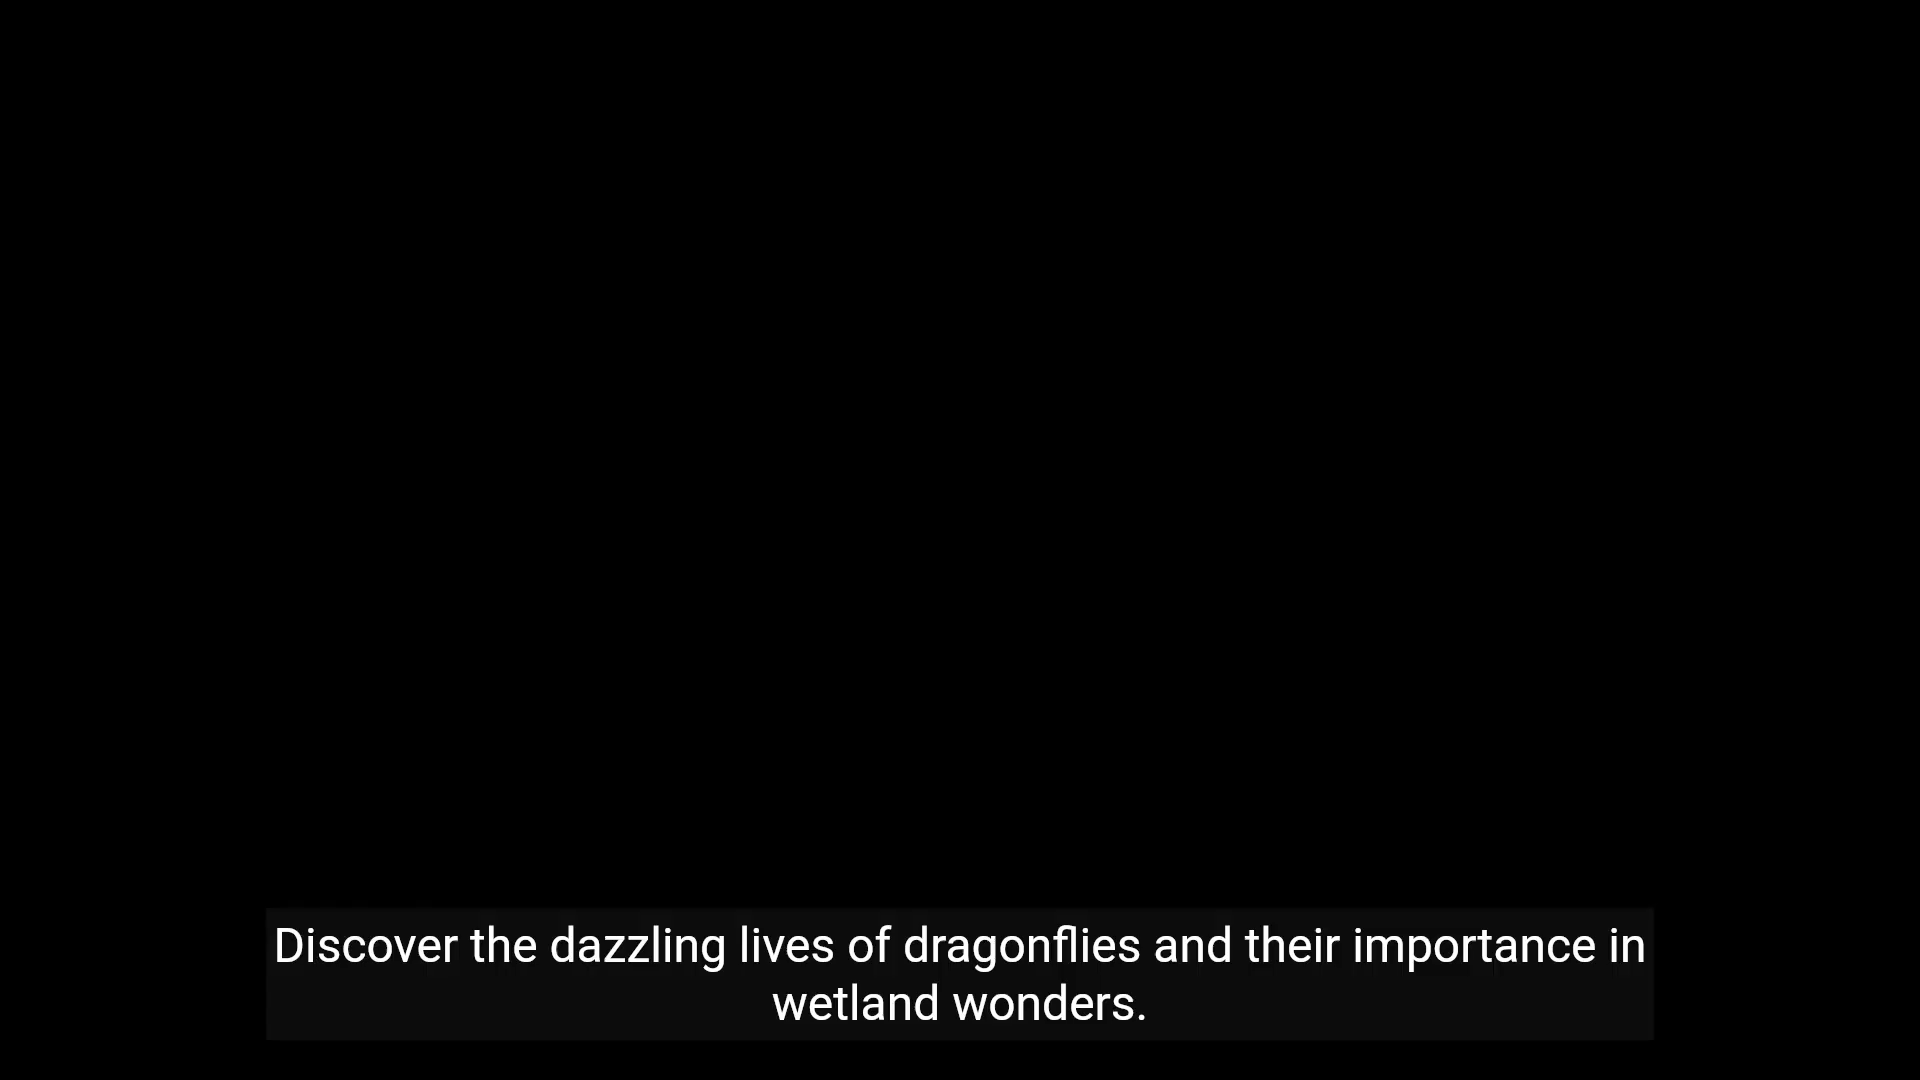 Discover the dazzling lives of dragonflies and their importance in
wetland wonders.